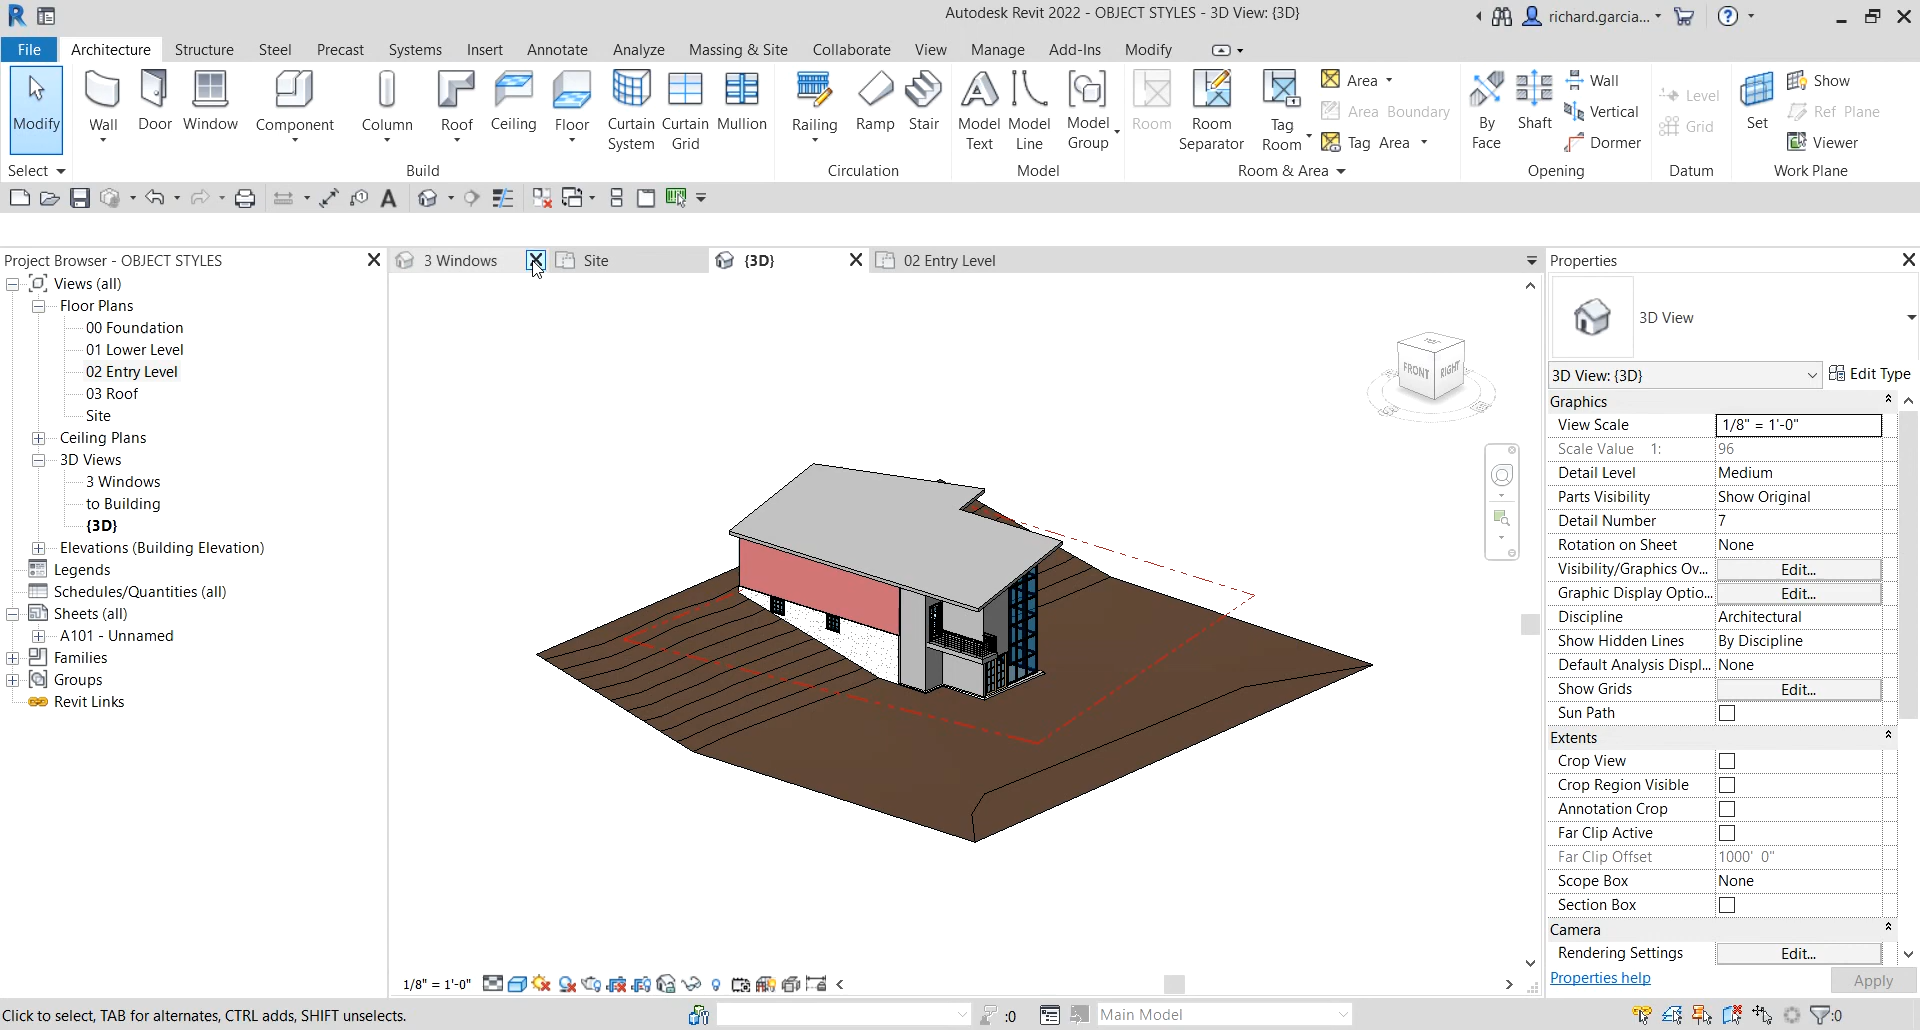 Autodesk Revit 2022 - OBJECT STYLES - 3D View: {3D}
richard.garcia...
File Architecture Structure Steel Precast Systems Insert Annotate Analyze Massing & Site Collaborate View Manage Add-Ins Modify
Modify
Wall
Door
Window
Component
Column
Roof
Ceiling
Floor
Curtain System
Curtain Grid
Mullion
Railing
Ramp
Stair
Model Text
Model Line
Model Group
Room
Room Separator
Tag Room
Area
Area Boundary
Tag Area
By Face
Shaft
Wall
Vertical
Dormer
Level
Grid
Set
Show
Ref Plane
Viewer
Select Build Circulation Model Room & Area Opening Datum Work Plane
Project Browser - OBJECT STYLES
Views (all)
Floor Plans
00 Foundation
01 Lower Level
02 Entry Level
03 Roof
Site
Ceiling Plans
3D Views
3 Windows
to Building
{3D}
Elevations (Building Elevation)
Legends
Schedules/Quantities (all)
Sheets (all)
A101 - Unnamed
Families
Groups
Revit Links
3 Windows Site {3D} 02 Entry Level
FRONT RIGHT
1/8" = 1'-0"
Properties
3D View
3D View: {3D} Edit Type
Graphics
View Scale 1/8" = 1'-0"
Scale Value 1: 96
Detail Level Medium
Parts Visibility Show Original
Detail Number 7
Rotation on Sheet None
Visibility/Graphics Ov... Edit...
Graphic Display Optio... Edit...
Discipline Architectural
Show Hidden Lines By Discipline
Default Analysis Displ... None
Show Grids Edit...
Sun Path
Extents
Crop View
Crop Region Visible
Annotation Crop
Far Clip Active
Far Clip Offset 1000' 0"
Scope Box None
Section Box
Camera
Rendering Settings Edit...
Properties help Apply
Click to select, TAB for alternates, CTRL adds, SHIFT unselects. :0 Main Model :0